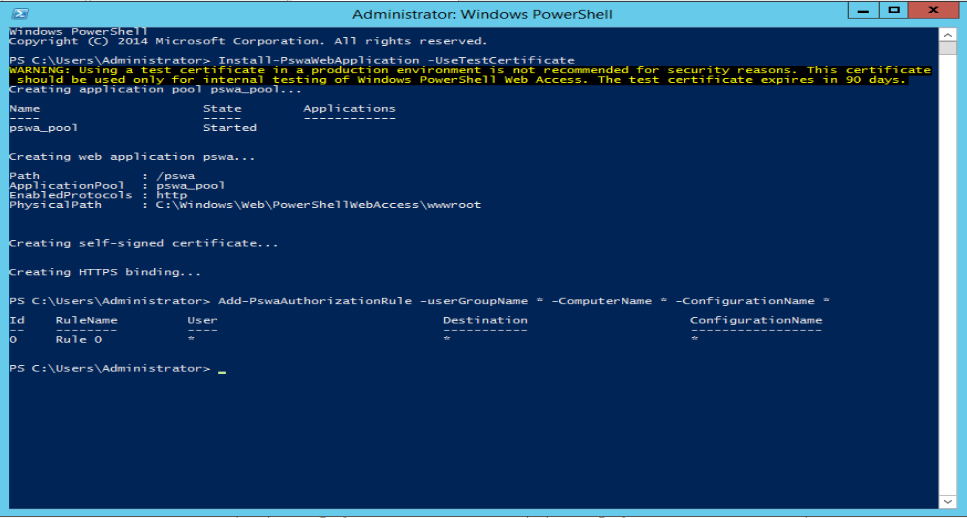 Administrator: Windows PowerShell
Windows PowerShell
Copyright (C) 2014 Microsoft Corporation. All rights reserved.
PS C:\Users\Administrator> Install-PswaWebApplication -UseTestCertificate
WARNING: Using a test certificate in a production environment is not recommended for security reasons. This certificate
should be used only for internal testing of Windows PowerShell Web Access. The test certificate expires in 90 days.
Creating application pool pswa_pool...
Name State Applications
---- ----- ------------
pswa_pool Started
Creating web application pswa...
Path : /pswa
ApplicationPool : pswa_pool
EnabledProtocols : http
PhysicalPath : C:\Windows\Web\PowerShellWebAccess\wwwroot
Creating self-signed certificate...
Creating HTTPS binding...
PS C:\Users\Administrator> Add-PswaAuthorizationRule -userGroupName * -ComputerName * -ConfigurationName *
Id RuleName User Destination ConfigurationName
-- -------- ---- ----------- -----------------
0 Rule 0 * * *
PS C:\Users\Administrator> _